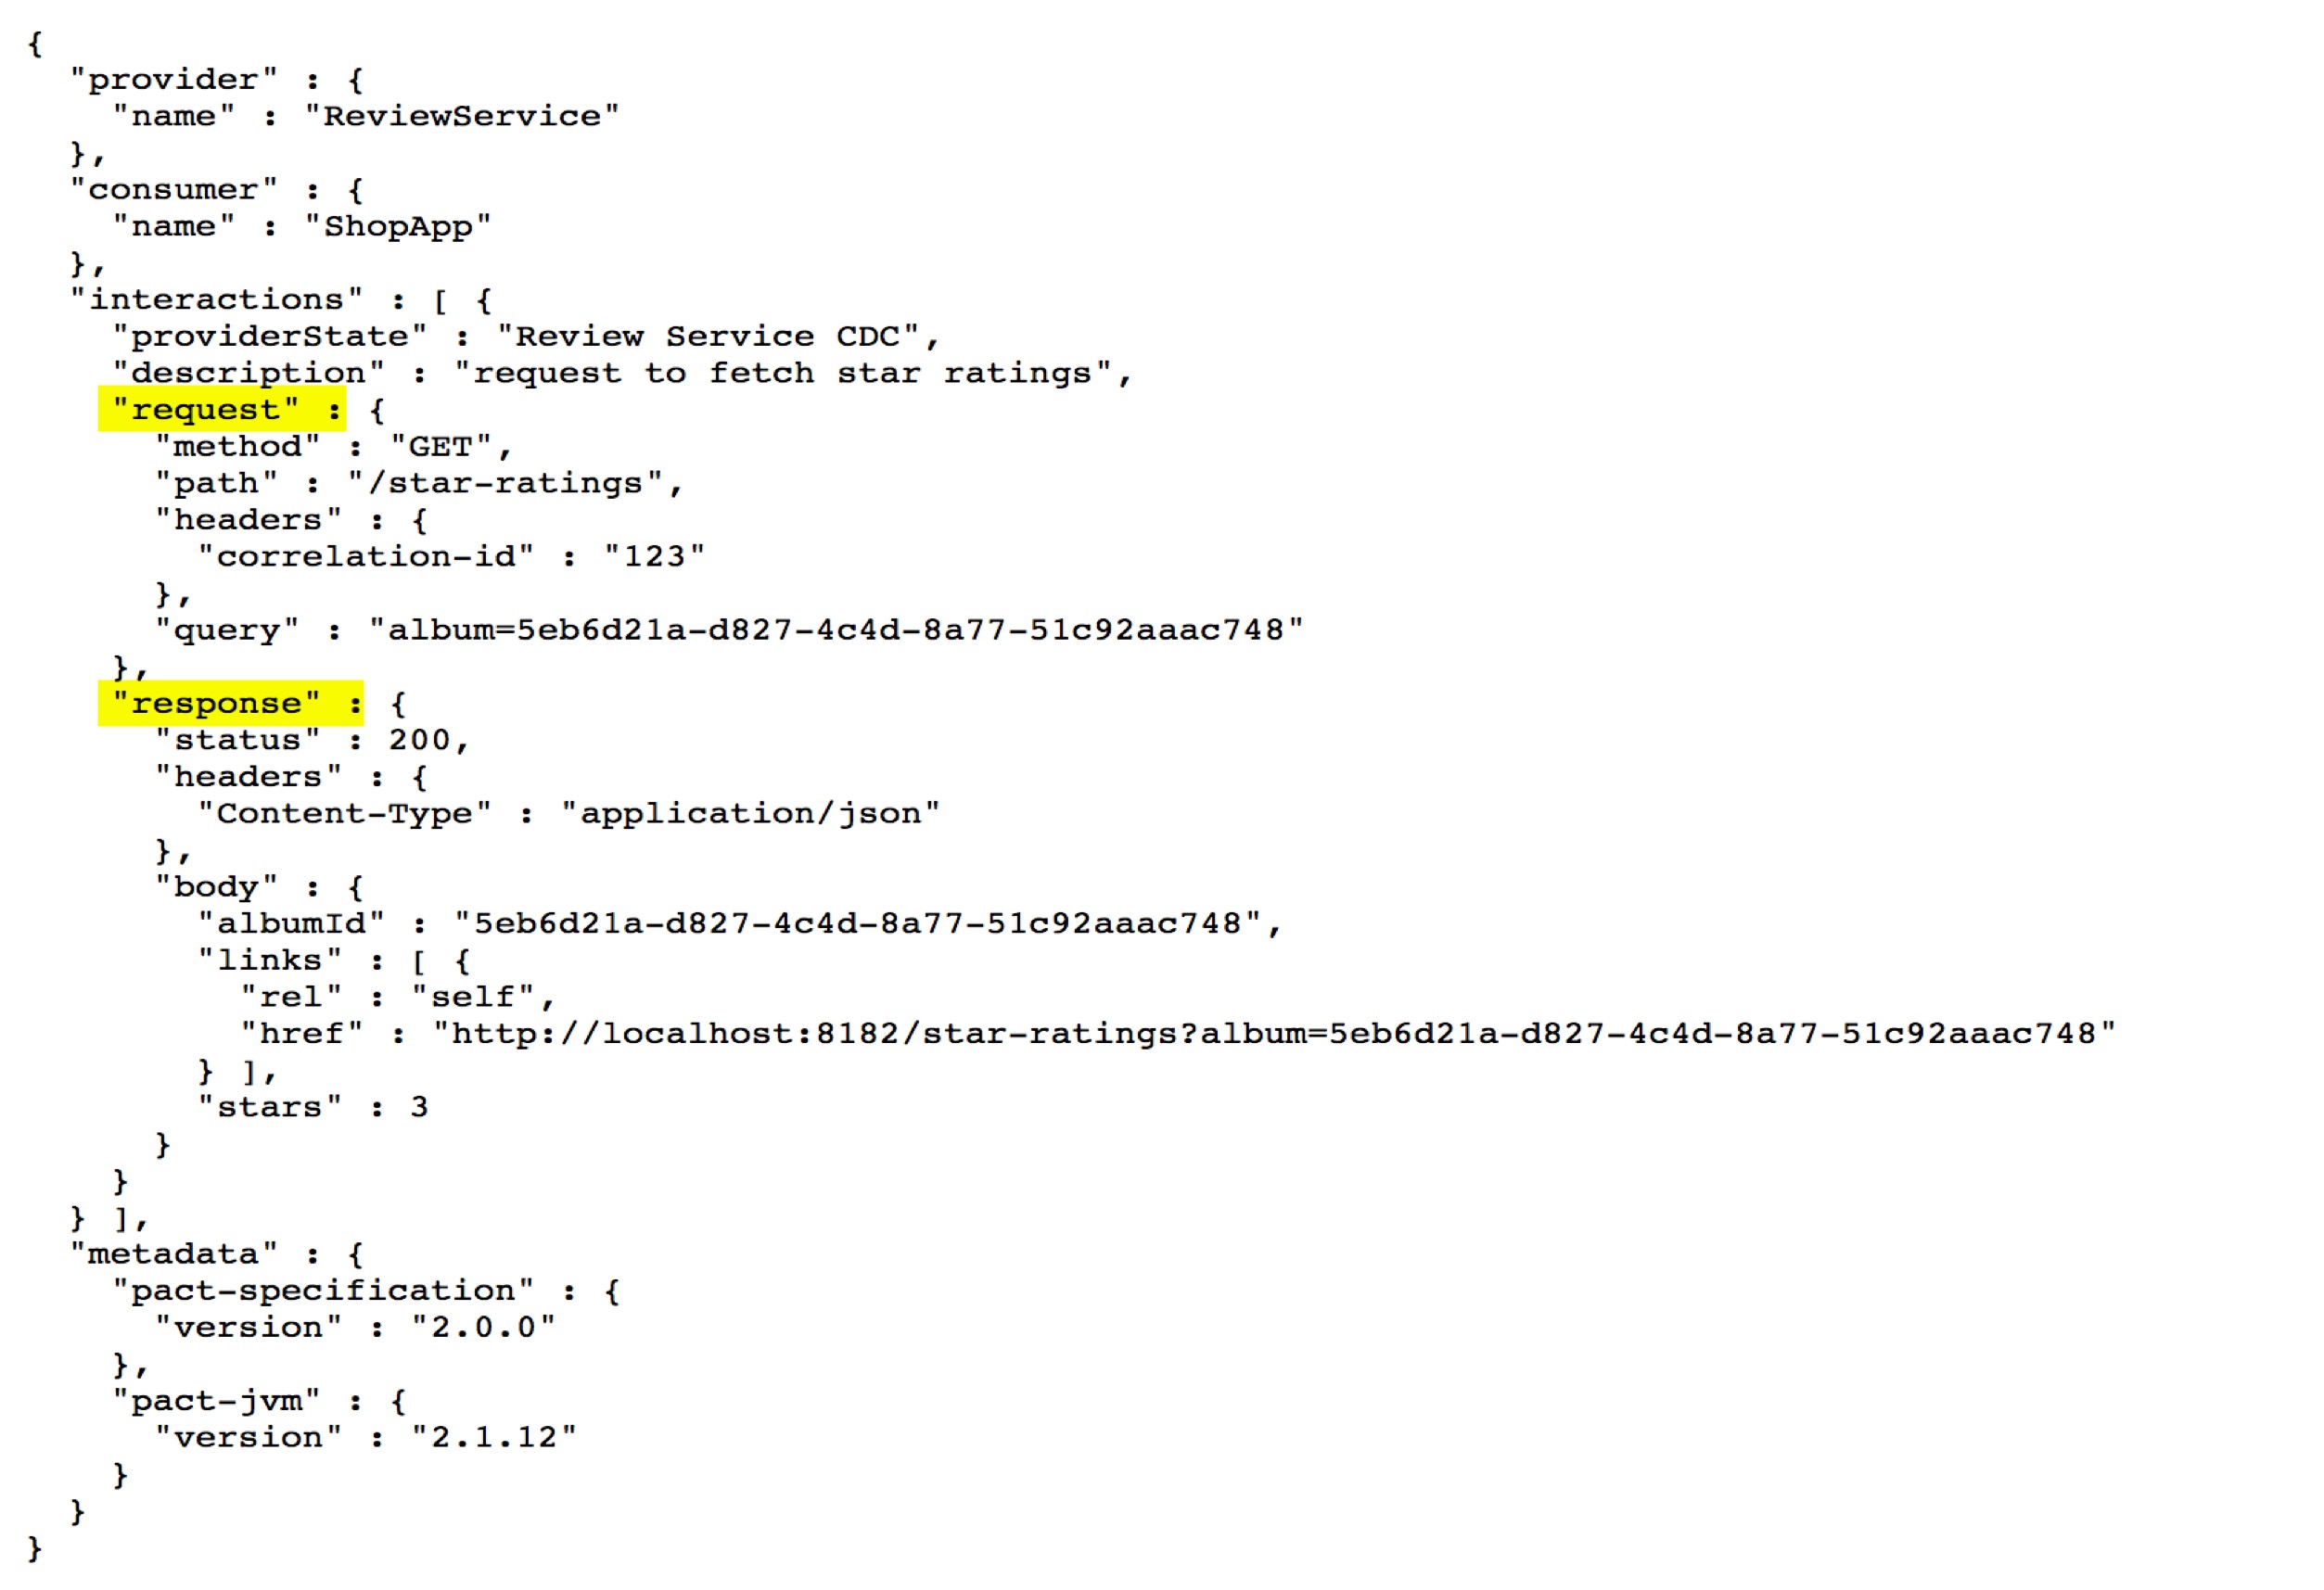 {
  "provider" : {
    "name" : "ReviewService"
  },
  "consumer" : {
    "name" : "ShopApp"
  },
  "interactions" : [ {
    "providerState" : "Review Service CDC",
    "description" : "request to fetch star ratings",
    "request" : {
      "method" : "GET",
      "path" : "/star-ratings",
      "headers" : {
        "correlation-id" : "123"
      },
      "query" : "album=5eb6d21a-d827-4c4d-8a77-51c92aaac748"
    },
    "response" : {
      "status" : 200,
      "headers" : {
        "Content-Type" : "application/json"
      },
      "body" : {
        "albumId" : "5eb6d21a-d827-4c4d-8a77-51c92aaac748",
        "links" : [ {
          "rel" : "self",
          "href" : "http://localhost:8182/star-ratings?album=5eb6d21a-d827-4c4d-8a77-51c92aaac748"
        } ],
        "stars" : 3
      }
    }
  } ],
  "metadata" : {
    "pact-specification" : {
      "version" : "2.0.0"
    },
    "pact-jvm" : {
      "version" : "2.1.12"
    }
  }
}